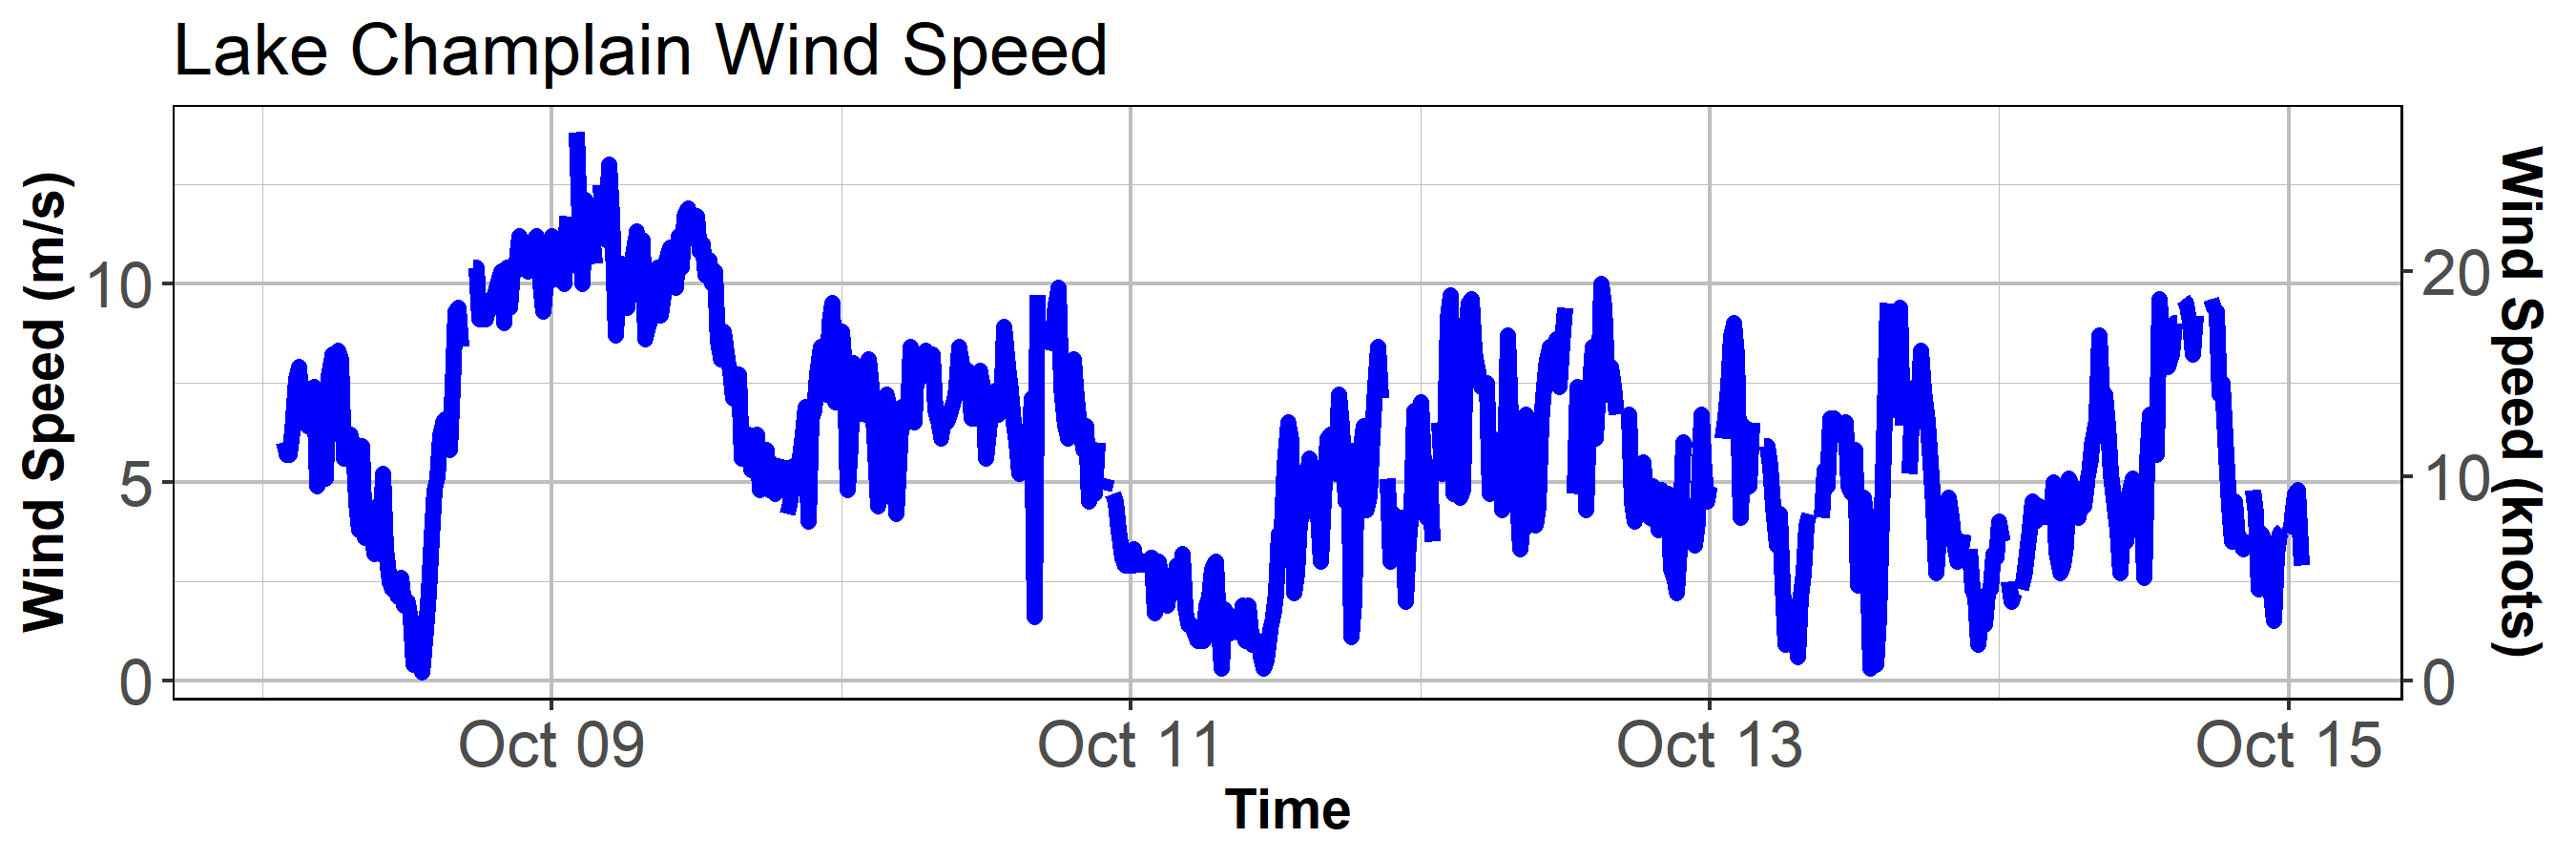 Lake Champlain Wind Speed
Wind Speed (m/s)
10
5
0
20
10
0
Wind Speed (knots)
Oct 09
Oct 11
Oct 13
Oct 15
Time